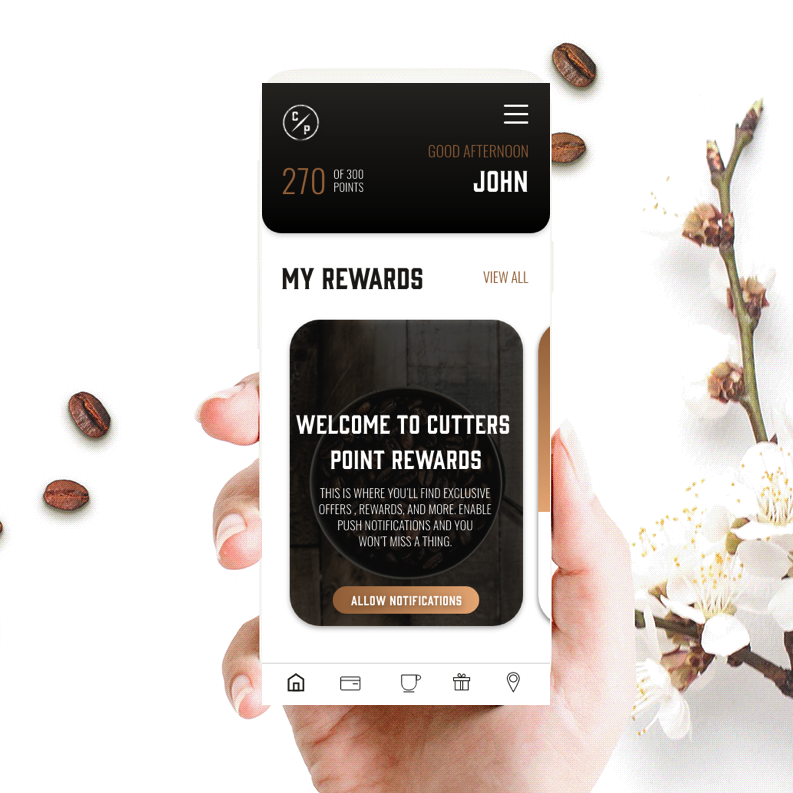 C
P
GOOD AFTERNOON
JOHN
270 OF 300
POINTS
MY REWARDS
VIEW ALL
WELCOME TO CUTTERS
POINT REWARDS
THIS IS WHERE YOU'LL FIND EXCLUSIVE
OFFERS , REWARDS, AND MORE. ENABLE
PUSH NOTIFICATIONS AND YOU
WON'T MISS A THING.
ALLOW NOTIFICATIONS